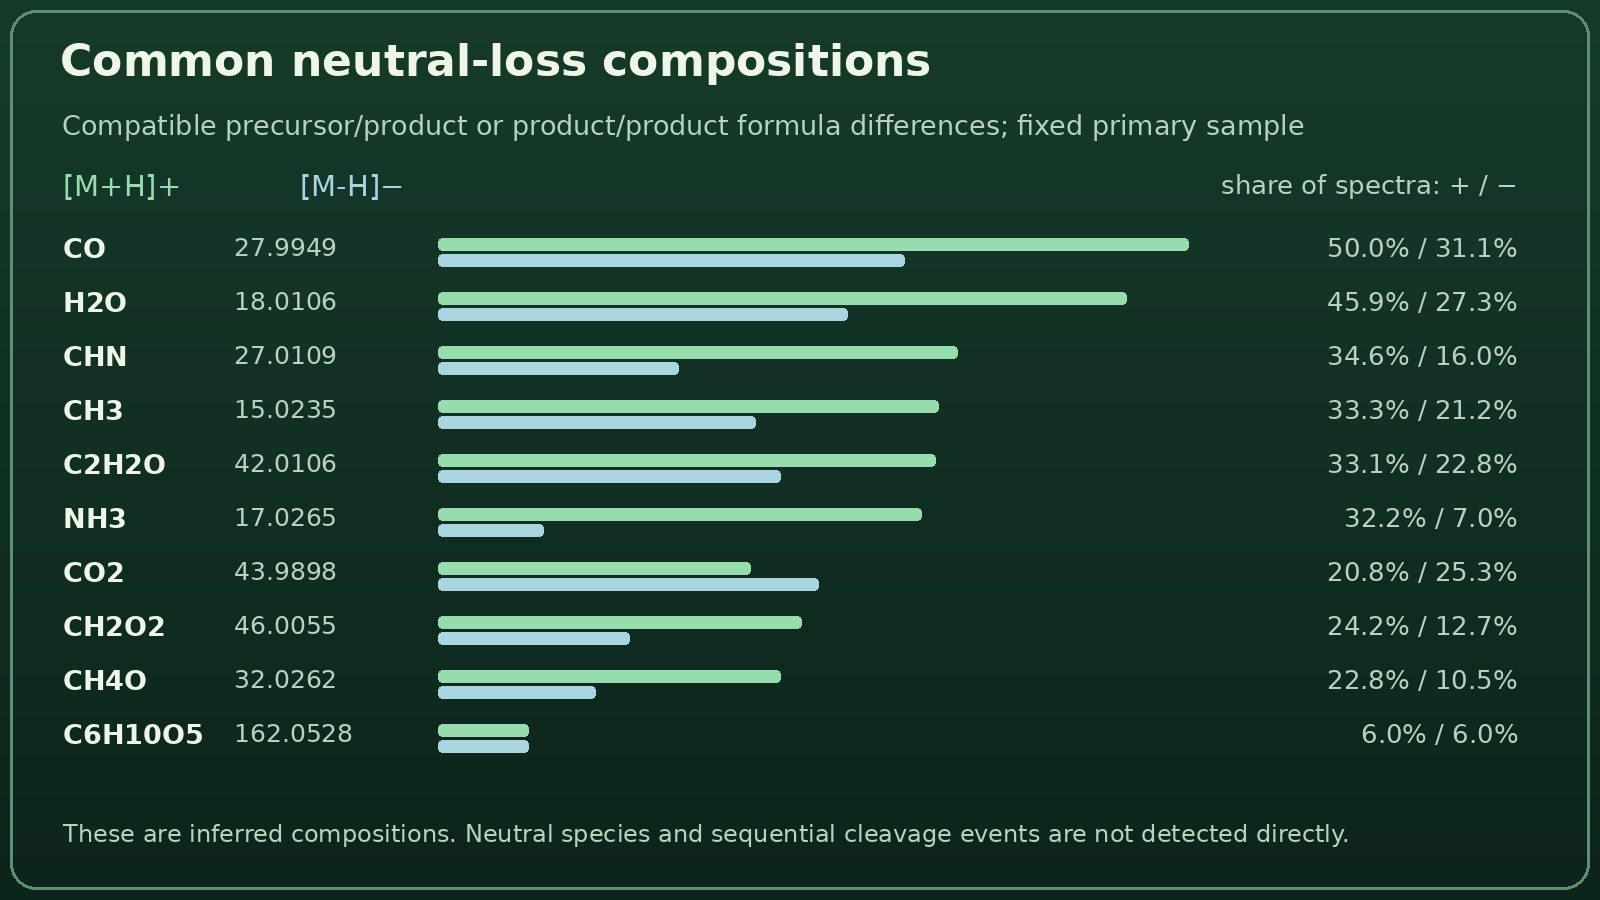 Common neutral-loss compositions
Compatible precursor/product or product/product formula differences; fixed primary sample
[M+H]+ [M-H]− share of spectra: + / −
CO 27.9949 50.0% / 31.1%
H2O 18.0106 45.9% / 27.3%
CHN 27.0109 34.6% / 16.0%
CH3 15.0235 33.3% / 21.2%
C2H2O 42.0106 33.1% / 22.8%
NH3 17.0265 32.2% / 7.0%
CO2 43.9898 20.8% / 25.3%
CH2O2 46.0055 24.2% / 12.7%
CH4O 32.0262 22.8% / 10.5%
C6H10O5 162.0528 6.0% / 6.0%
These are inferred compositions. Neutral species and sequential cleavage events are not detected directly.